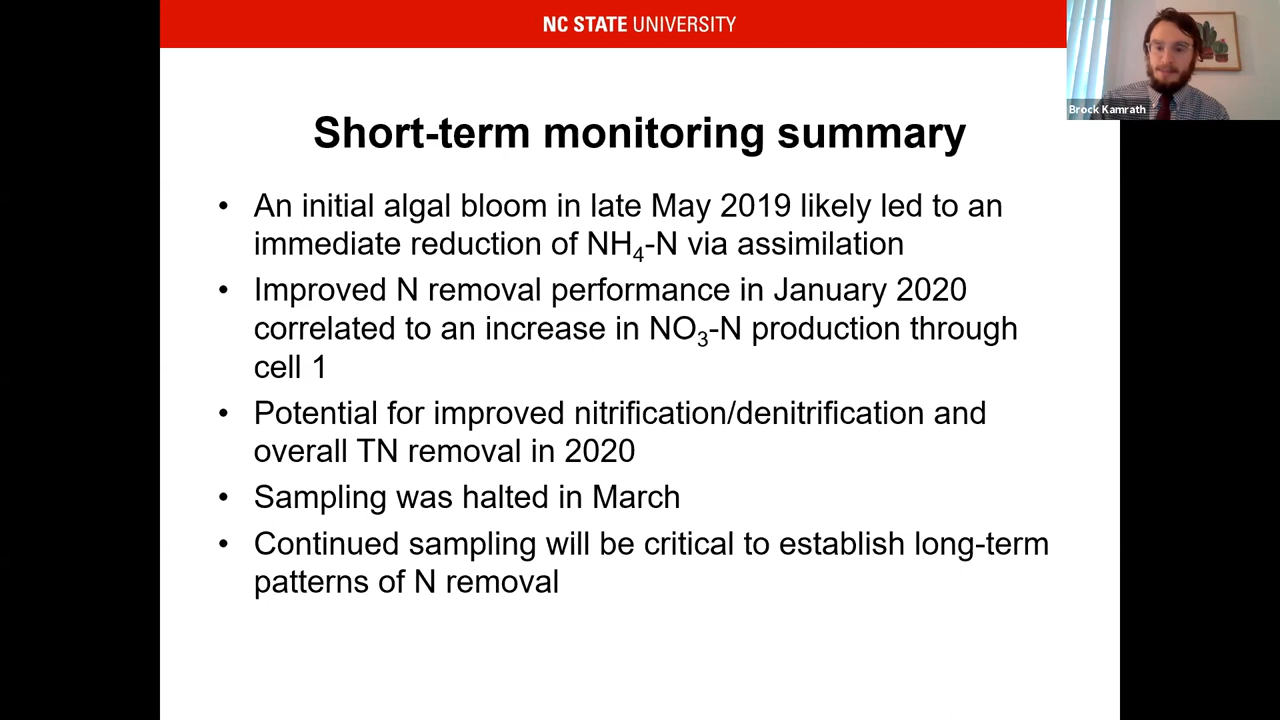 NC STATE UNIVERSITY
Brock Kamrath
Short-term monitoring summary
• An initial algal bloom in late May 2019 likely led to an
immediate reduction of NH4-N via assimilation
• Improved N removal performance in January 2020
correlated to an increase in NO3-N production through
cell 1
• Potential for improved nitrification/denitrification and
overall TN removal in 2020
• Sampling was halted in March
• Continued sampling will be critical to establish long-term
patterns of N removal